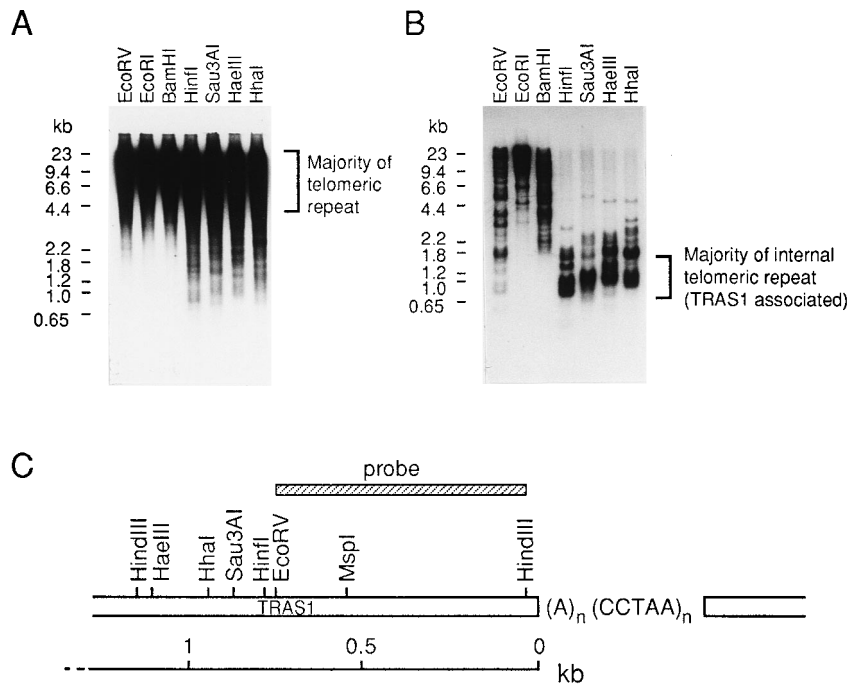 A
EcoRV EcoRI BamHI HinfI Sau3AI HaeIII HhaI
kb
23
9.4
6.6
4.4
2.2
1.8
1.2
1.0
0.65
Majority of
telomeric
repeat
B
EcoRV EcoRI BamHI HinfI Sau3AI HaeIII HhaI
kb
23
9.4
6.6
4.4
2.2
1.8
1.2
1.0
0.65
Majority of internal
telomeric repeat
(TRAS1 associated)
C
probe
HindIII HaeIII HhaI Sau3AI HinfI EcoRV MspI HindIII
TRAS1 (A)n (CCTAA)n
1 0.5 0
kb